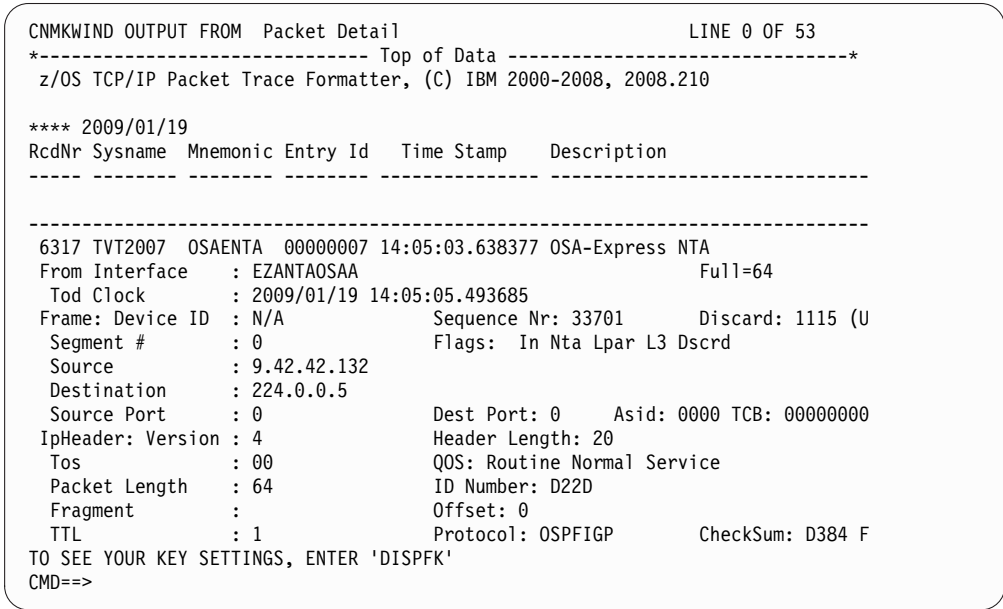 CNMKWIND OUTPUT FROM  Packet Detail                         LINE 0 OF 53
*-------------------------------- Top of Data --------------------------------*
 z/OS TCP/IP Packet Trace Formatter, (C) IBM 2000-2008, 2008.210
**** 2009/01/19
RcdNr Sysname  Mnemonic Entry Id   Time Stamp    Description
----- -------- -------- -------- --------------- ------------------------------
-------------------------------------------------------------------------------
 6317 TVT2007  OSAENTA  00000007 14:05:03.638377 OSA-Express NTA
 From Interface    : EZANTAOSAA                               Full=64
  Tod Clock        : 2009/01/19 14:05:05.493685
 Frame: Device ID  : N/A              Sequence Nr: 33701      Discard: 1115 (U
  Segment #        : 0                Flags:  In Nta Lpar L3 Dscrd
  Source           : 9.42.42.132
  Destination      : 224.0.0.5
  Source Port      : 0                Dest Port: 0     Asid: 0000 TCB: 00000000
 IpHeader: Version : 4                Header Length: 20
  Tos              : 00               QOS: Routine Normal Service
  Packet Length    : 64               ID Number: D22D
  Fragment         :                  Offset: 0
  TTL              : 1                Protocol: OSPFIGP       CheckSum: D384 F
TO SEE YOUR KEY SETTINGS, ENTER 'DISPFK'
CMD==>